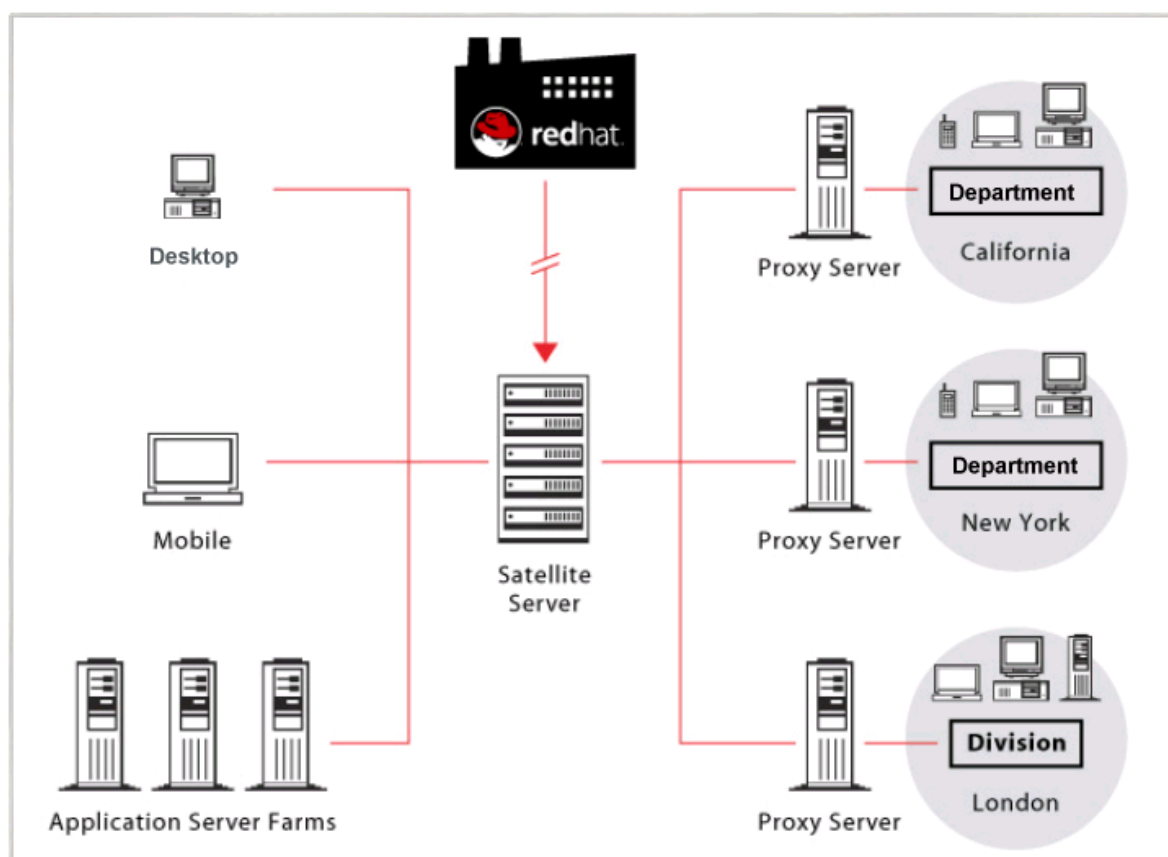 redhat.
Desktop
Proxy Server
Department
California
Mobile
Satellite
Server
Proxy Server
Department
New York
Application Server Farms
Proxy Server
Division
London